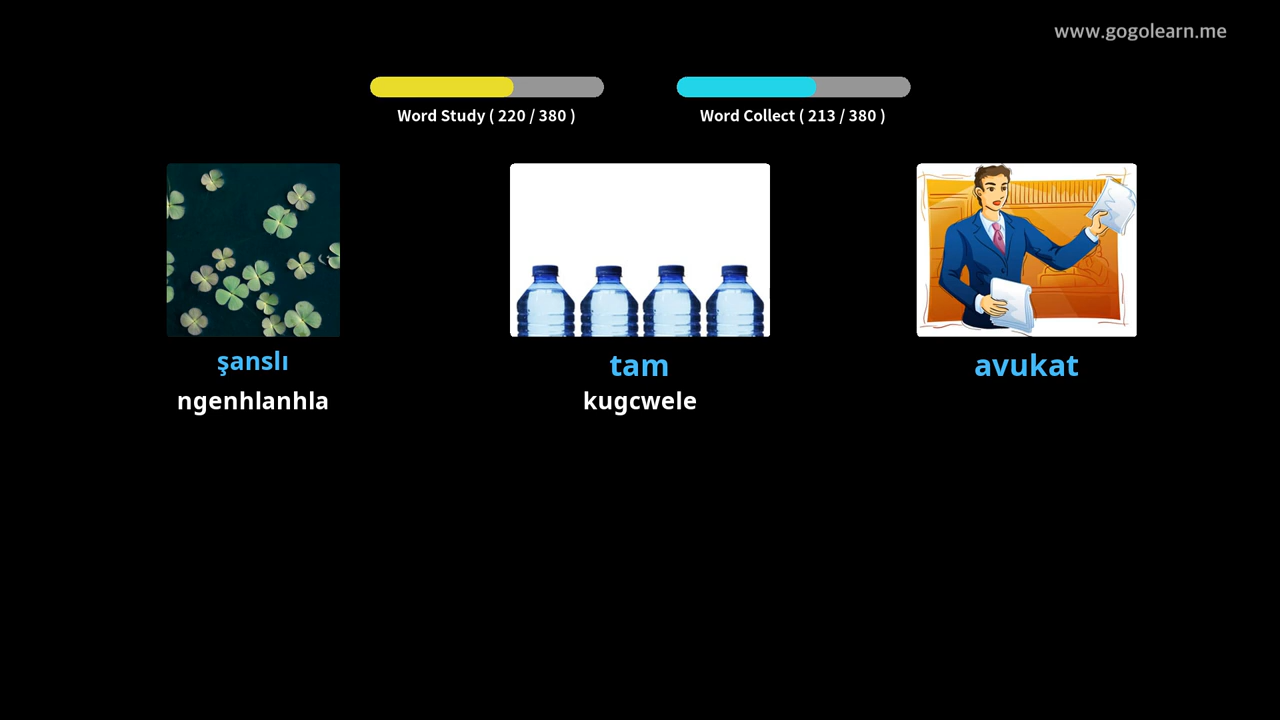 www.gogolearn.me
Word Study ( 220 / 380 )
Word Collect ( 213 / 380 )
şanslı
ngenhlanhla
tam
kugcwele
avukat